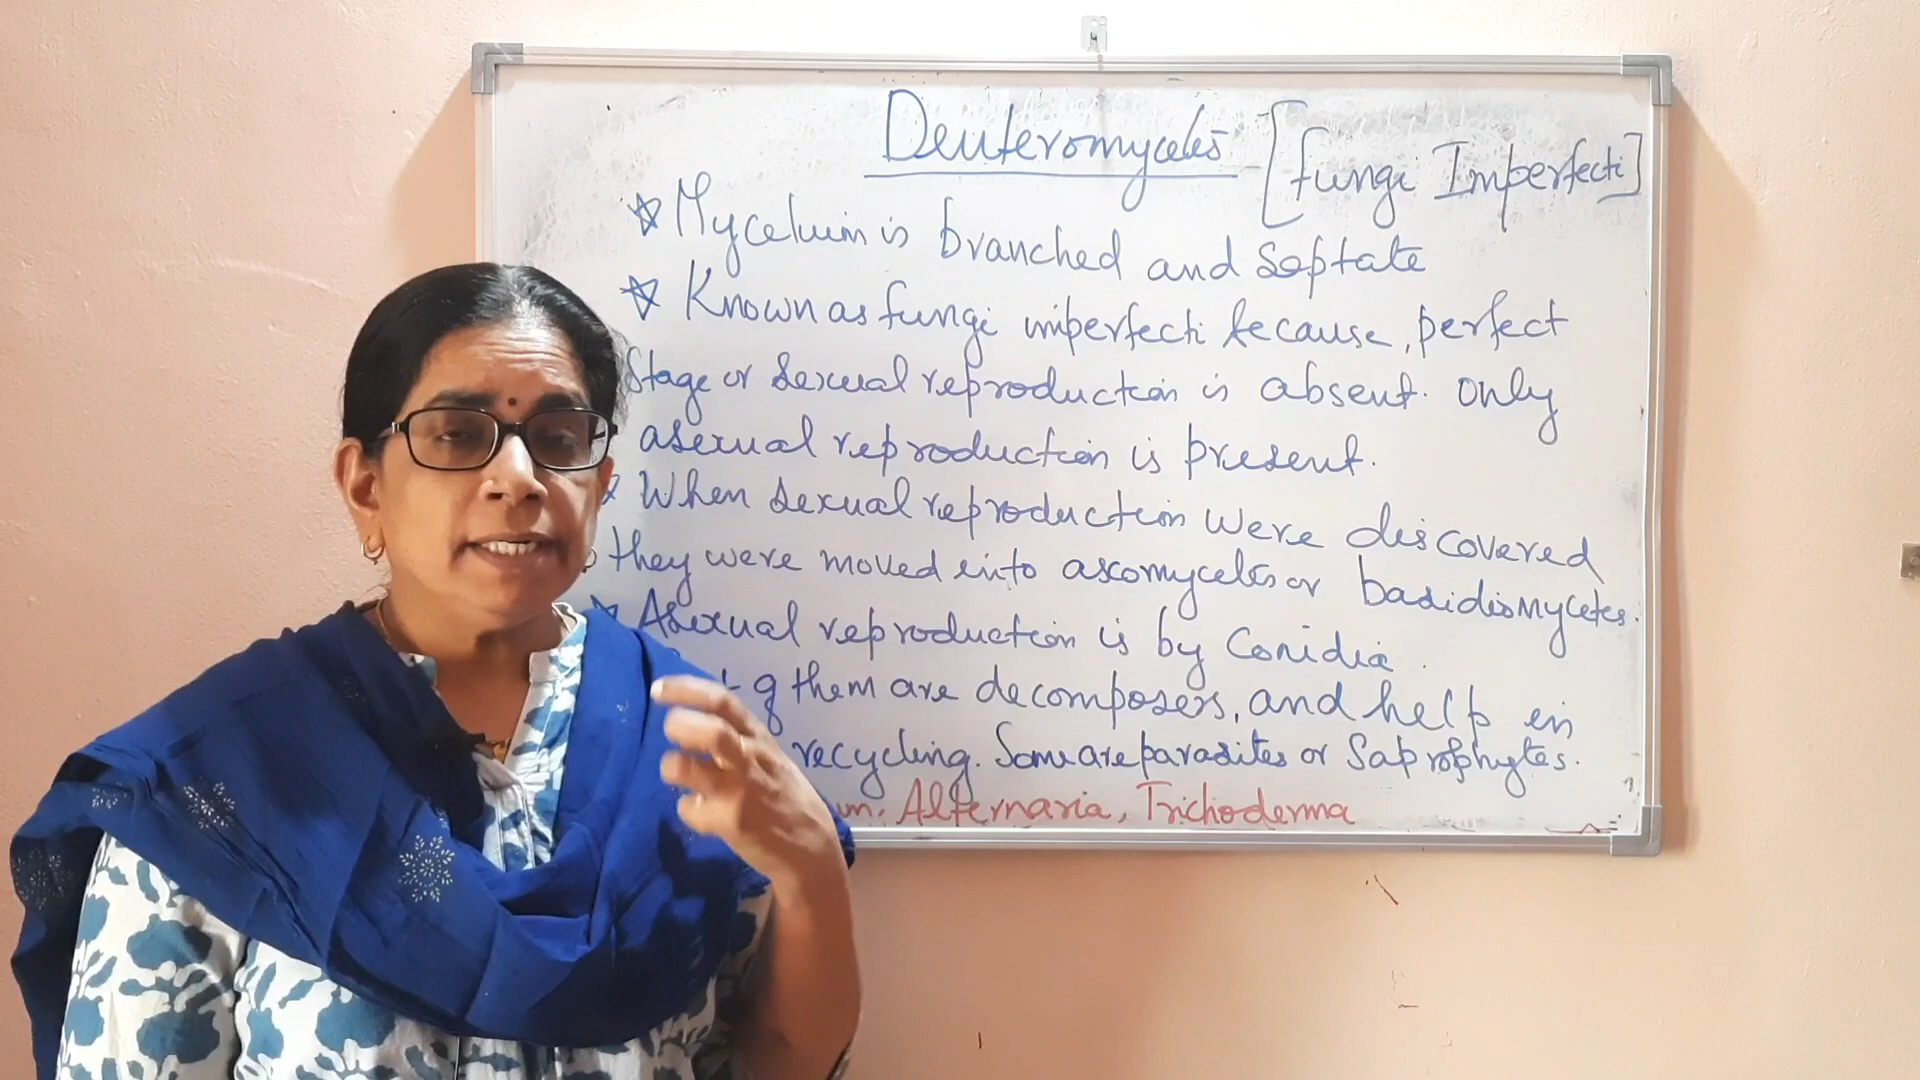 Deuteromycetes - [Fungi Imperfecti]
Mycelium is branched and Septate
Known as fungi imperfecti because, perfect
Stage or Sexual reproduction is absent. only
asexual reproduction is present.
When sexual reproduction were discovered
they were moved into ascomycetes or basidiomycetes.
Asexual reproduction is by Conidia.
of them are decomposers, and help in
recycling. Some are parasites or Saprophytes.
Alternaria, Trichoderma